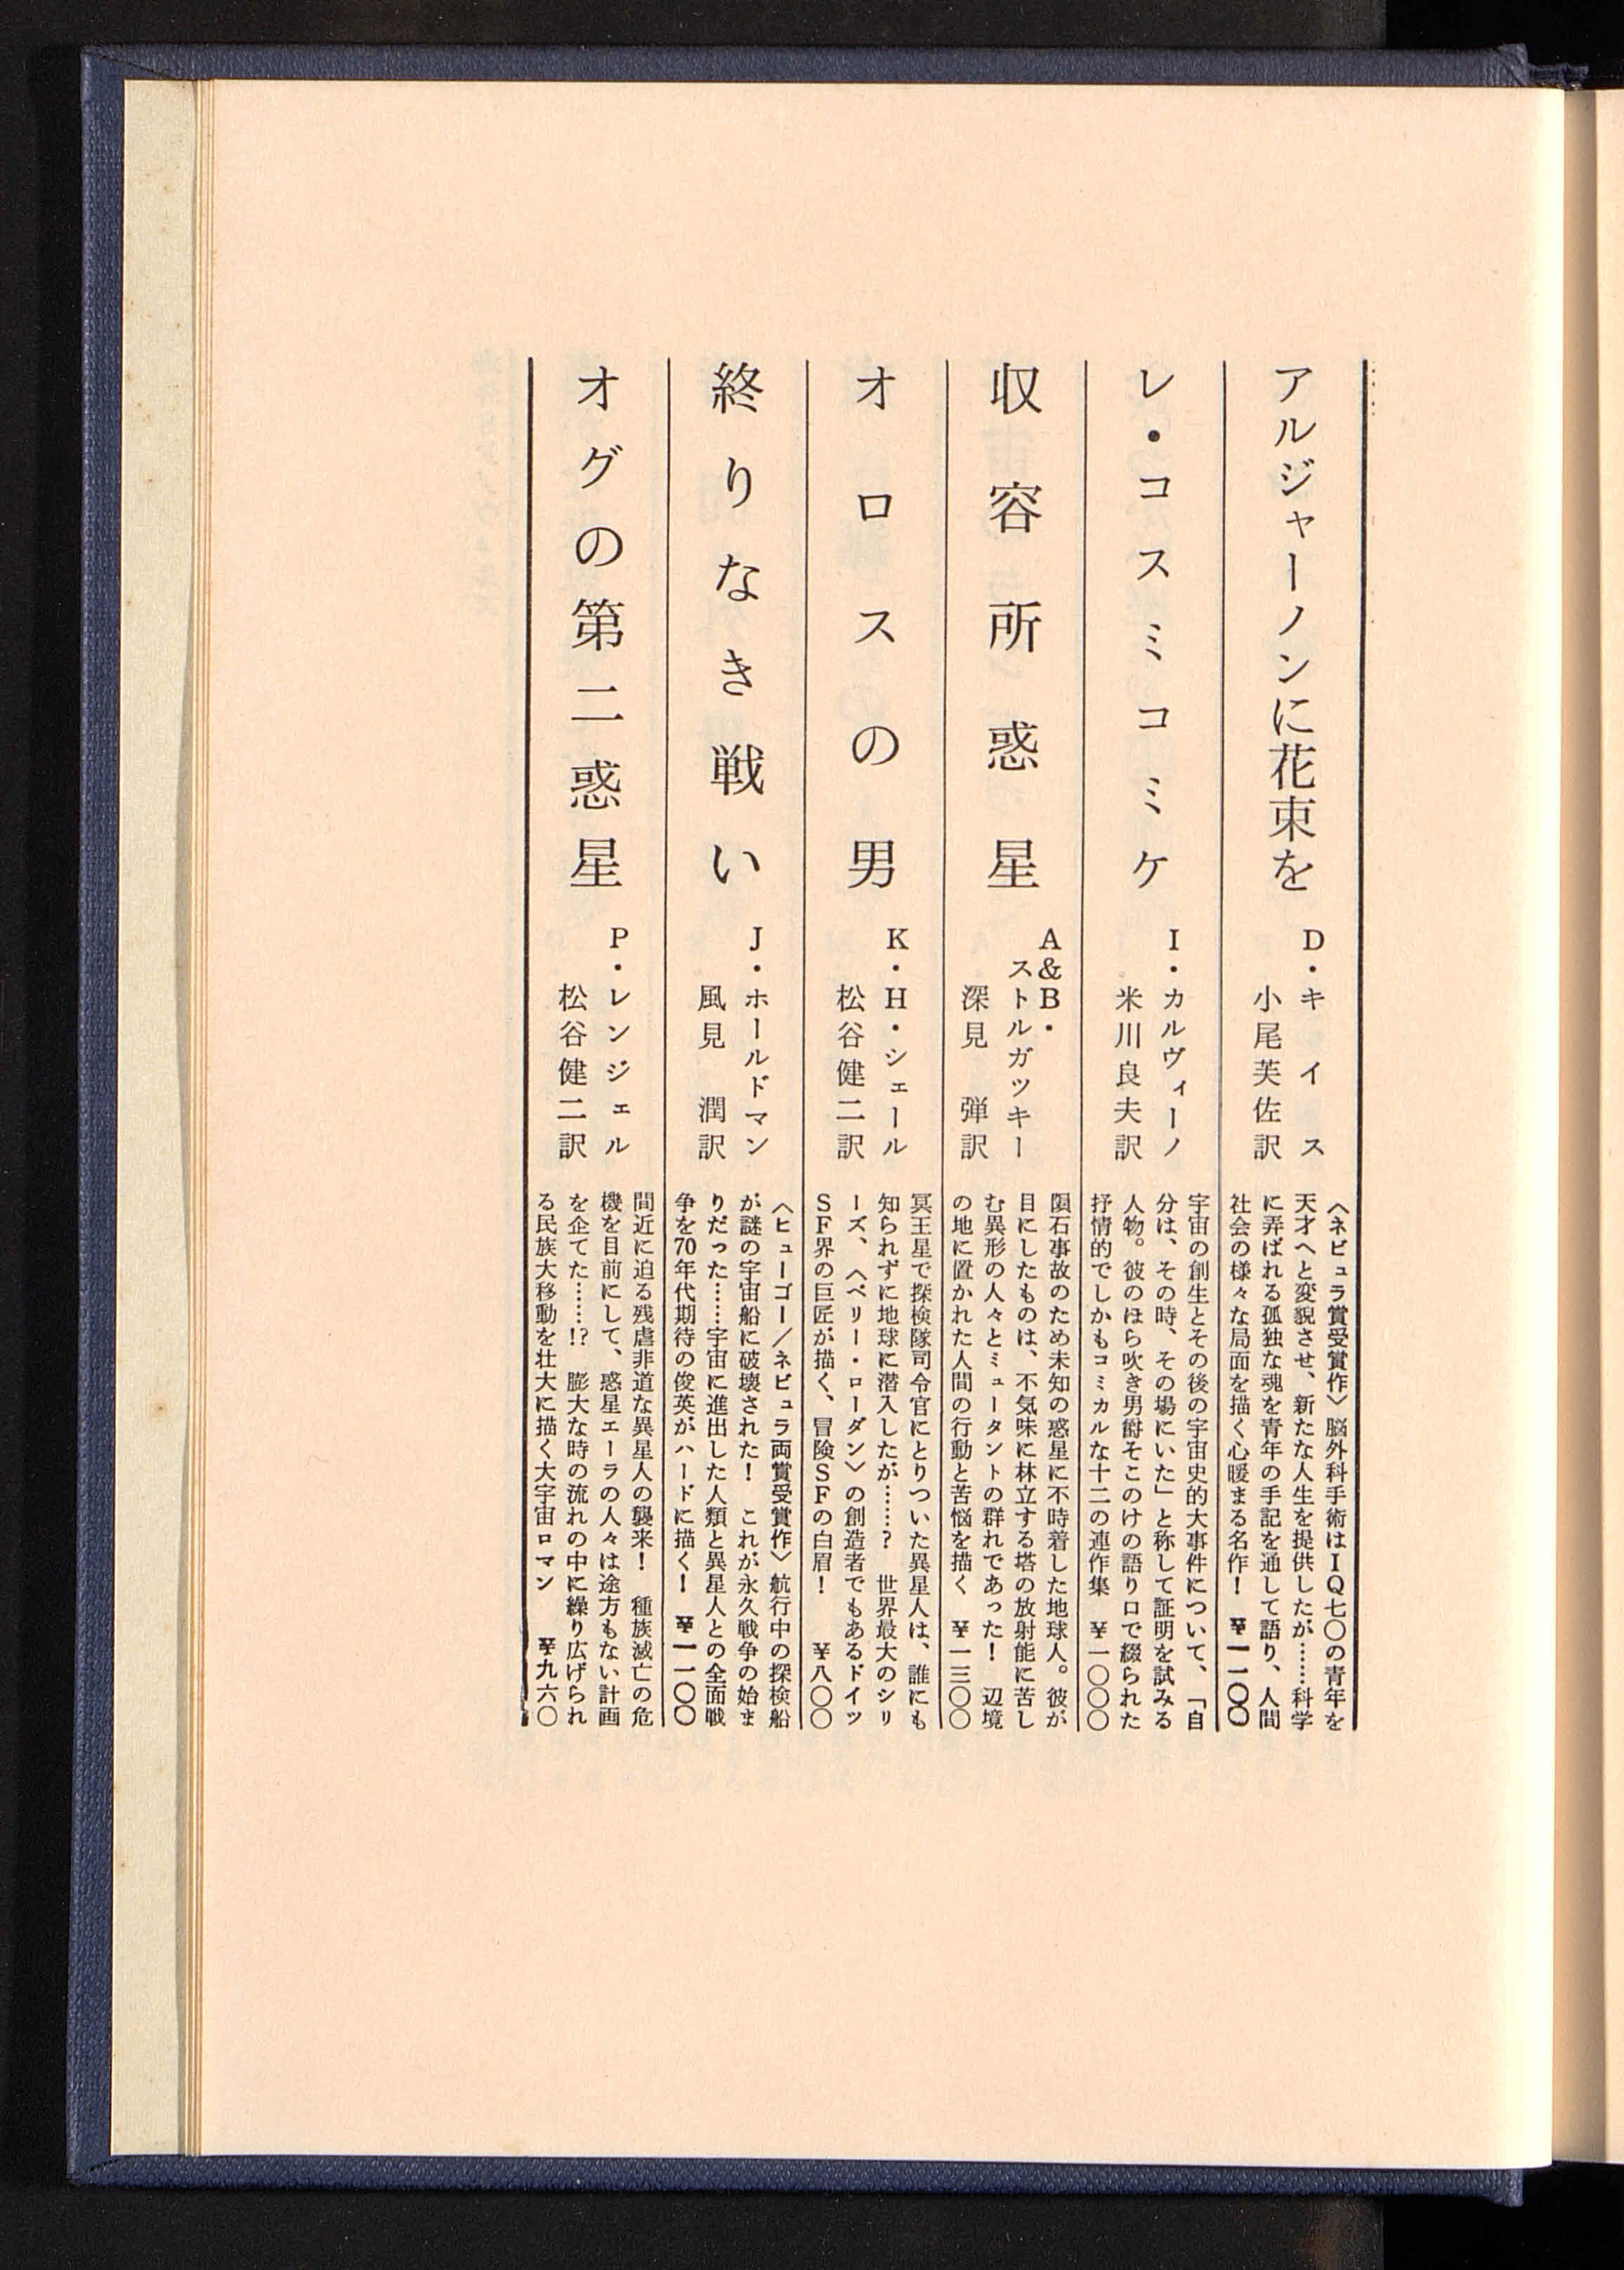 アルジャーノンに花束を
D・キイス
小尾芙佐訳
〈ネビュラ賞受賞作〉脳外科手術はＩＱ七〇の青年を
天才へと変貌させ、新たな人生を提供したが……科学
に弄ばれる孤独な魂を青年の手記を通して語り、人間
社会の様々な局面を描く心暖まる名作！　￥一一〇〇
レ・コスミコミケ
I・カルヴィーノ
米川良夫訳
宇宙の創生とその後の宇宙史的大事件について、「自
分は、その時、その場にいた」と称して証明を試みる
人物。彼のほら吹き男爵そこのけの語り口で綴られた
抒情的でしかもコミカルな十二の連作集　￥一〇〇〇
収容所惑星
A&B・
ストルガツキー
深見　弾訳
隕石事故のため未知の惑星に不時着した地球人。彼が
目にしたものは、不気味に林立する塔の放射能に苦し
む異形の人々とミュータントの群れであった！　辺境
の地に置かれた人間の行動と苦悩を描く　￥一三〇〇
オロスの男
K・H・シェール
松谷健二訳
冥王星で探検隊司令官にとりついた異星人は、誰にも
知られずに地球に潜入したが……？　世界最大のシリ
ーズ、〈ペリー・ローダン〉の創造者でもあるドイツ
ＳＦ界の巨匠が描く、冒険ＳＦの白眉！　￥八〇〇
終りなき戦い
J・ホールドマン
風見　潤訳
〈ヒューゴー／ネビュラ両賞受賞作〉航行中の探検船
が謎の宇宙船に破壊された！　これが永久戦争の始ま
りだった……宇宙に進出した人類と異星人との全面戦
争を70年代期待の俊英がハードに描く！　￥一一〇〇
オグの第二惑星
P・レンジェル
松谷健二訳
間近に迫る残虐非道な異星人の襲来！　種族滅亡の危
機を目前にして、惑星エーラの人々は途方もない計画
を企てた……!?　膨大な時の流れの中に繰り広げられ
る民族大移動を壮大に描く大宇宙ロマン　￥九六〇